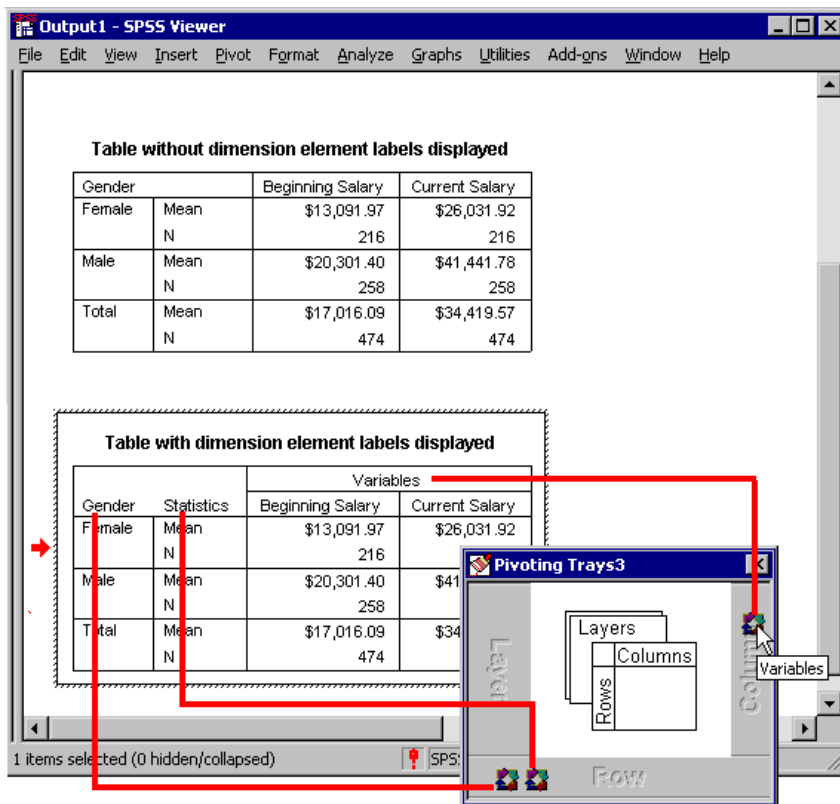 Output1 - SPSS Viewer
File Edit View Insert Pivot Format Analyze Graphs Utilities Add-ons Window Help
Table without dimension element labels displayed
Gender Beginning Salary Current Salary
Female Mean $13,091.97 $26,031.92
N 216 216
Male Mean $20,301.40 $41,441.78
N 258 258
Total Mean $17,016.09 $34,419.57
N 474 474
Table with dimension element labels displayed
Variables
Gender Statistics Beginning Salary Current Salary
Female Mean $13,091.97 $26,031.92
N 216
Male Mean $20,301.40 $41
N 258
Total Mean $17,016.09 $34
N 474
Pivoting Trays3
Layers
Columns
Rows
Layer
Column
Variables
Row
1 items selected (0 hidden/collapsed) SPS